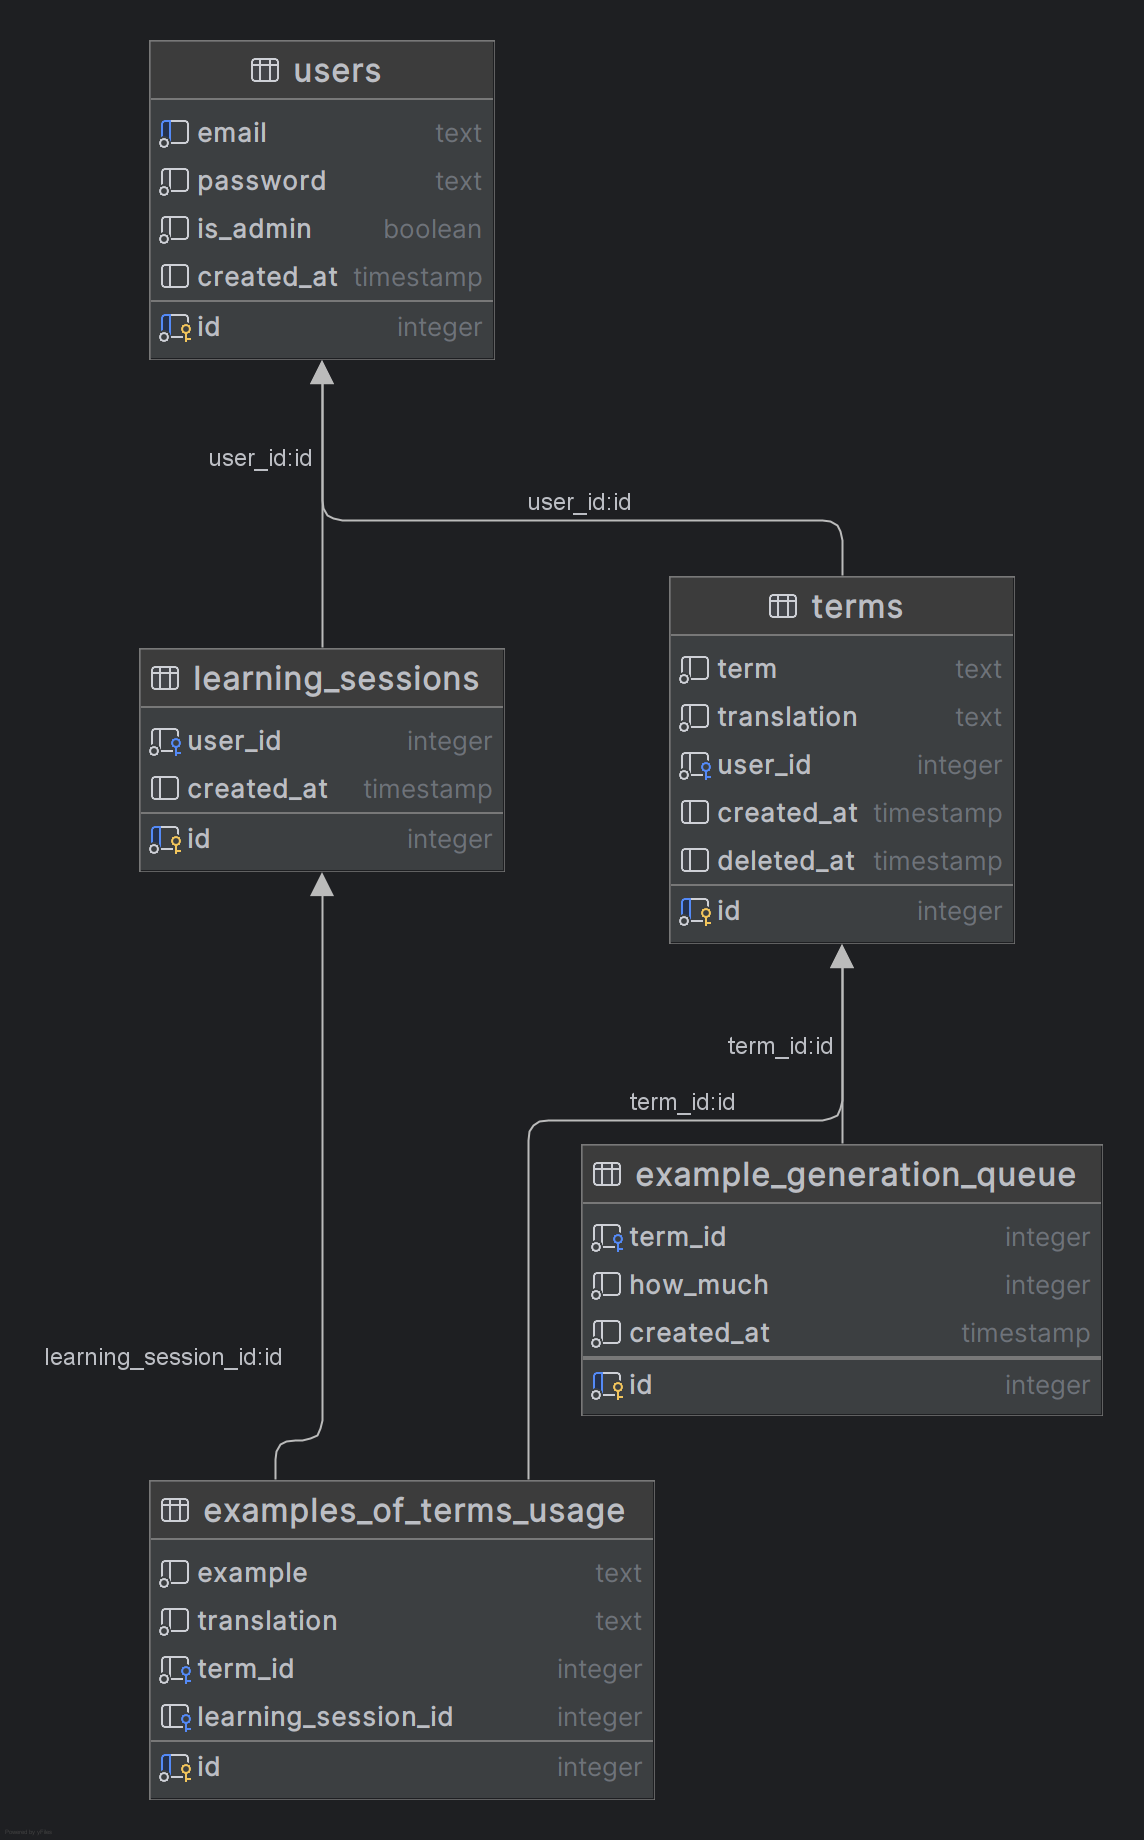 users
email text
password text
is_admin boolean
created_at timestamp
id integer
user_id:id
user_id:id
terms
term text
translation text
user_id integer
created_at timestamp
deleted_at timestamp
id integer
learning_sessions
user_id integer
created_at timestamp
id integer
term_id:id
term_id:id
example_generation_queue
term_id integer
how_much integer
created_at timestamp
id integer
learning_session_id:id
examples_of_terms_usage
example text
translation text
term_id integer
learning_session_id integer
id integer
Powered by yFiles